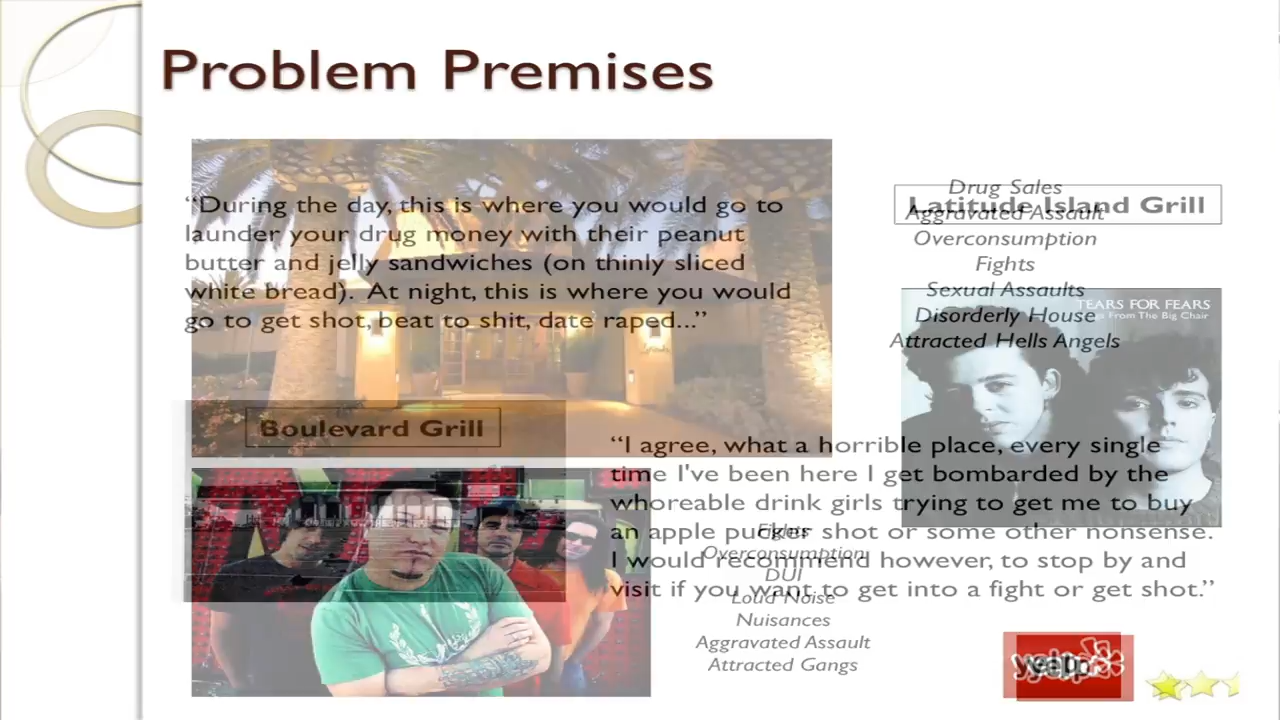 Problem Premises
“During the day, this is where you would go to
launder your drug money with their peanut
butter and jelly sandwiches (on thinly sliced
white bread). At night, this is where you would
go to get shot, beat to shit, date raped...”
Drug Sales
Latitude Island Grill
Aggravated Assault
Overconsumption
Fights
Sexual Assaults
Disorderly House
Attracted Hells Angels
TEARS FOR FEARS
From The Big Chair
Boulevard Grill
“I agree, what a horrible place, every single
time I've been here I get bombarded by the
whoreable drink girls trying to get me to buy
an apple pucker shot or some other nonsense.
I would recommend however, to stop by and
visit if you want to get into a fight or get shot.”
Fights
Overconsumption
DUI
Loud Noise
Nuisances
Aggravated Assault
Attracted Gangs
yelp